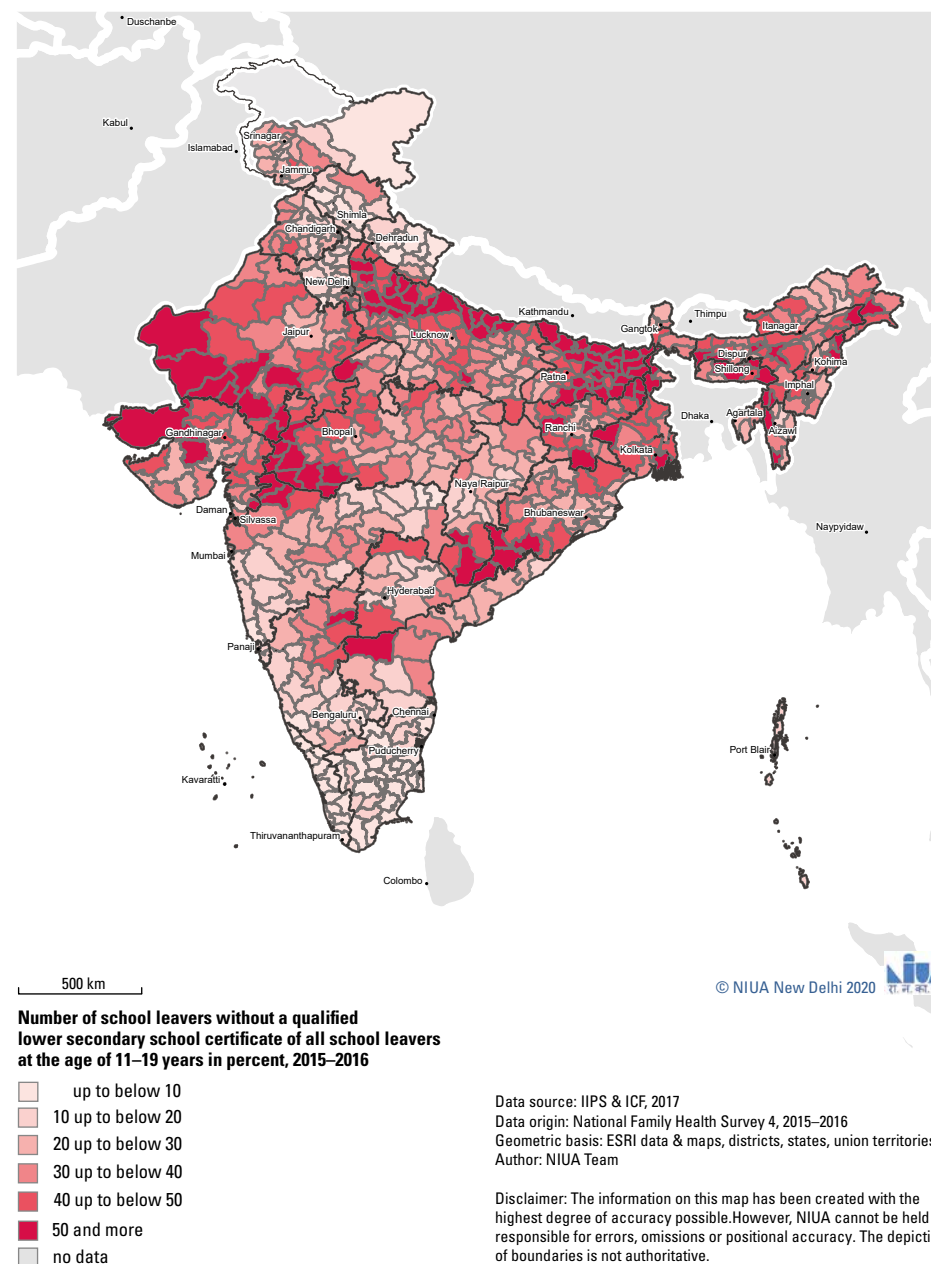 Duschanbe
Kabul
Islamabad
Srinagar
Jammu
Shimla
Chandigarh
Dehradun
New Delhi
Kathmandu
Thimpu
Gangtok
Itanagar
Jaipur
Lucknow
Dispur
Kohima
Shillong
Patna
Imphal
Dhaka
Agartala
Gandhinagar
Bhopal
Ranchi
Aizawl
Kolkata
Naya Raipur
Daman
Silvassa
Bhubaneswar
Naypyidaw
Mumbai
Hyderabad
Panaji
Bengaluru
Chennai
Puducherry
Port Blair
Kavaratti
Thiruvananthapuram
Colombo
500 km
© NIUA New Delhi 2020
NIU
रा. न. का.
Number of school leavers without a qualified
lower secondary school certificate of all school leavers
at the age of 11–19 years in percent, 2015–2016
up to below 10
10 up to below 20
20 up to below 30
30 up to below 40
40 up to below 50
50 and more
no data
Data source: IIPS & ICF, 2017
Data origin: National Family Health Survey 4, 2015–2016
Geometric basis: ESRI data & maps, districts, states, union territories
Author: NIUA Team
Disclaimer: The information on this map has been created with the
highest degree of accuracy possible.However, NIUA cannot be held
responsible for errors, omissions or positional accuracy. The depicti
of boundaries is not authoritative.